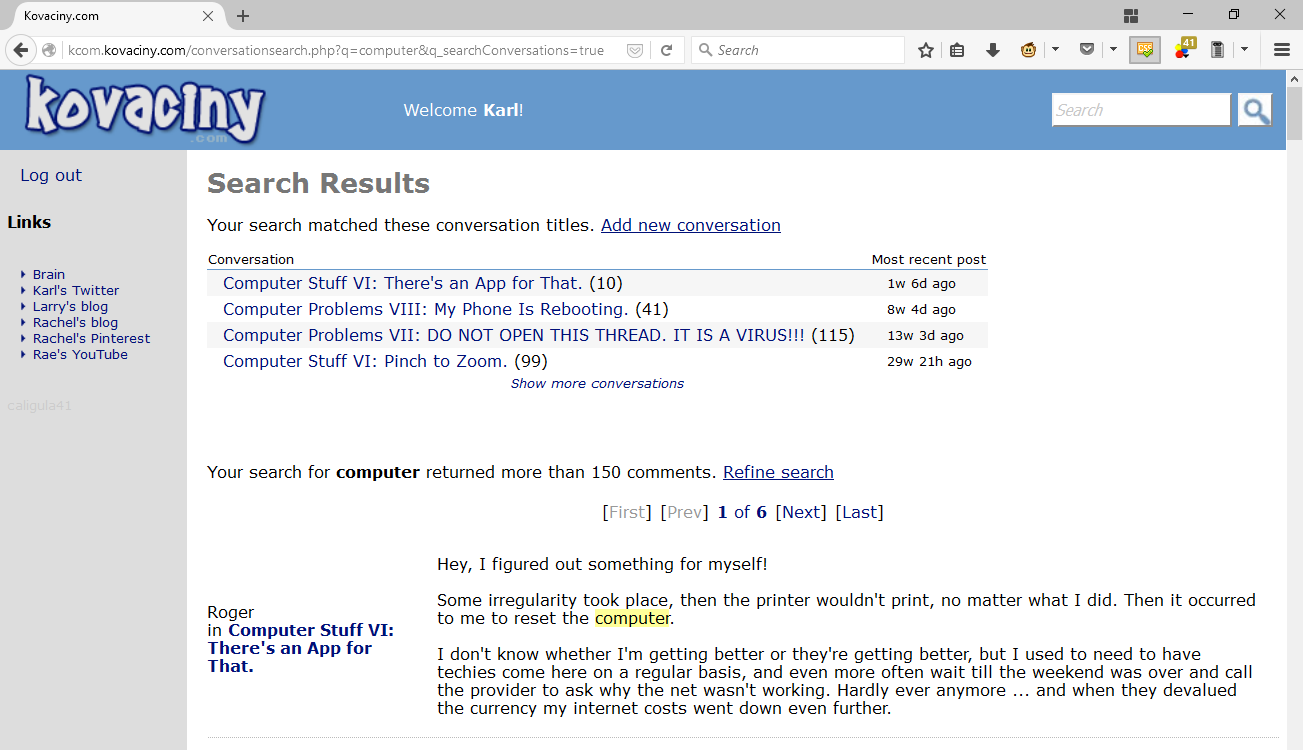 Kovaciny.com
kcom.kovaciny.com/conversationsearch.php?q=computer&q_searchConversations=true
Search
41
kovaciny
.com
Welcome Karl!
Search
Log out
Links
Brain
Karl's Twitter
Larry's blog
Rachel's blog
Rachel's Pinterest
Rae's YouTube
caligula41
Search Results
Your search matched these conversation titles. Add new conversation
Conversation Most recent post
Computer Stuff VI: There's an App for That. (10) 1w 6d ago
Computer Problems VIII: My Phone Is Rebooting. (41) 8w 4d ago
Computer Problems VII: DO NOT OPEN THIS THREAD. IT IS A VIRUS!!! (115) 13w 3d ago
Computer Stuff VI: Pinch to Zoom. (99) 29w 21h ago
Show more conversations
Your search for computer returned more than 150 comments. Refine search
[First] [Prev] 1 of 6 [Next] [Last]
Roger
in Computer Stuff VI:
There's an App for
That.
Hey, I figured out something for myself!
Some irregularity took place, then the printer wouldn't print, no matter what I did. Then it occurred
to me to reset the computer.
I don't know whether I'm getting better or they're getting better, but I used to need to have
techies come here on a regular basis, and even more often wait till the weekend was over and call
the provider to ask why the net wasn't working. Hardly ever anymore ... and when they devalued
the currency my internet costs went down even further.